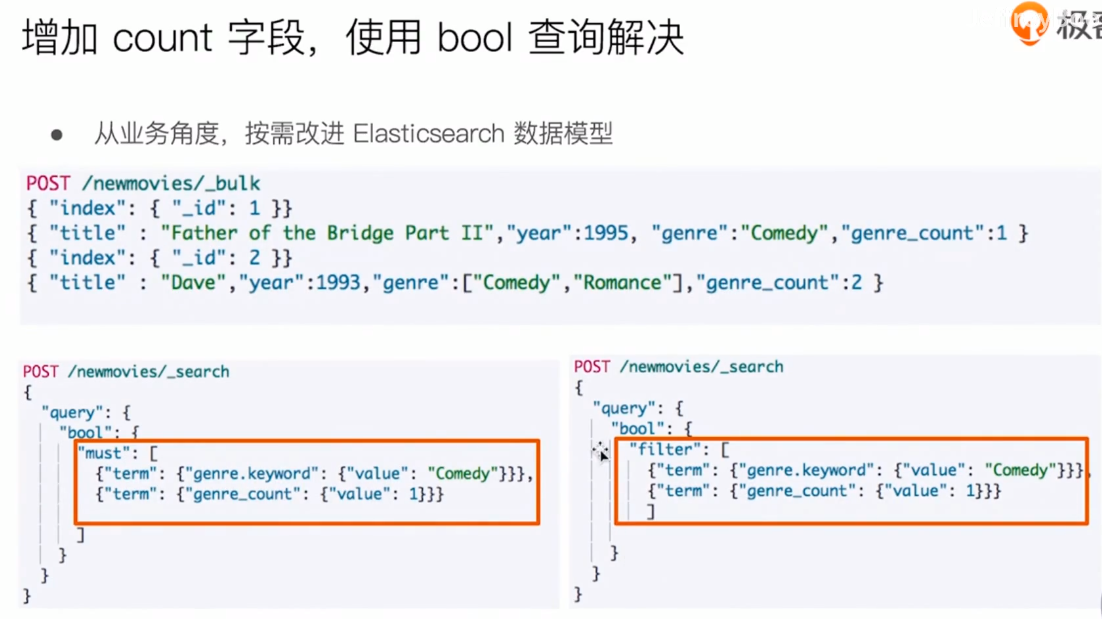 增加 count 字段，使用 bool 查询解决
极客
● 从业务角度，按需改进 Elasticsearch 数据模型
POST /newmovies/_bulk
{ "index": { "_id": 1 }}
{ "title" : "Father of the Bridge Part II","year":1995, "genre":"Comedy","genre_count":1 }
{ "index": { "_id": 2 }}
{ "title" : "Dave","year":1993,"genre":["Comedy","Romance"],"genre_count":2 }
POST /newmovies/_search
{
"query": {
"bool": {
"must": [
{"term": {"genre.keyword": {"value": "Comedy"}}},
{"term": {"genre_count": {"value": 1}}}
]
}
}
}
POST /newmovies/_search
{
"query": {
"bool": {
"filter": [
{"term": {"genre.keyword": {"value": "Comedy"}}},
{"term": {"genre_count": {"value": 1}}}
]
}
}
}